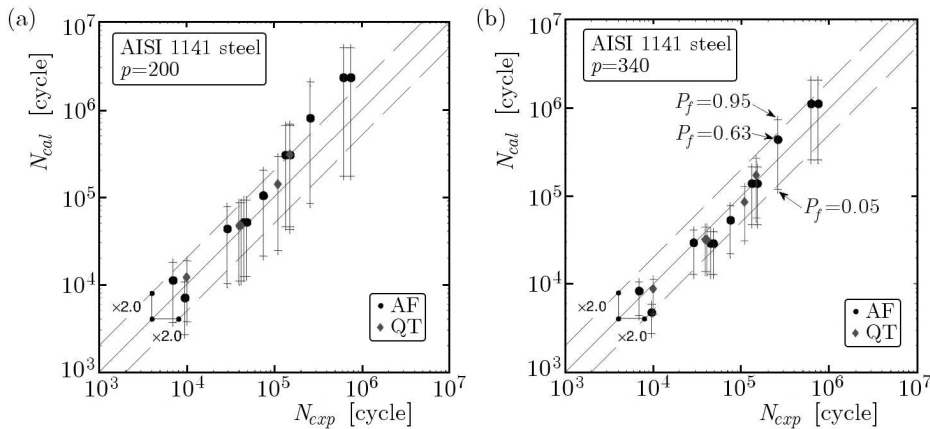 (a)
10^7
AISI 1141 steel
p=200
10^6
N_cal [cycle]
10^5
10^4
×2.0
×2.0
AF
QT
10^3
10^3 10^4 10^5 10^6 10^7
N_exp [cycle]
(b)
10^7
AISI 1141 steel
p=340
10^6
N_cal [cycle]
P_f=0.95
P_f=0.63
10^5
P_f=0.05
10^4
×2.0
×2.0
AF
QT
10^3
10^3 10^4 10^5 10^6 10^7
N_exp [cycle]